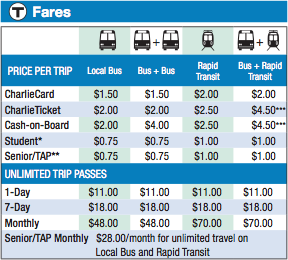 T Fares
+ +
PRICE PER TRIP Local Bus Bus + Bus Rapid Transit Bus + Rapid Transit
CharlieCard $1.50 $1.50 $2.00 $2.00
CharlieTicket $2.00 $2.00 $2.50 $4.50***
Cash-on-Board $2.00 $4.00 $2.50 $4.50***
Student* $0.75 $0.75 $1.00 $1.00
Senior/TAP** $0.75 $0.75 $1.00 $1.00
UNLIMITED TRIP PASSES
1-Day $11.00 $11.00 $11.00 $11.00
7-Day $18.00 $18.00 $18.00 $18.00
Monthly $48.00 $48.00 $70.00 $70.00
Senior/TAP Monthly $28.00/month for unlimited travel on
Local Bus and Rapid Transit